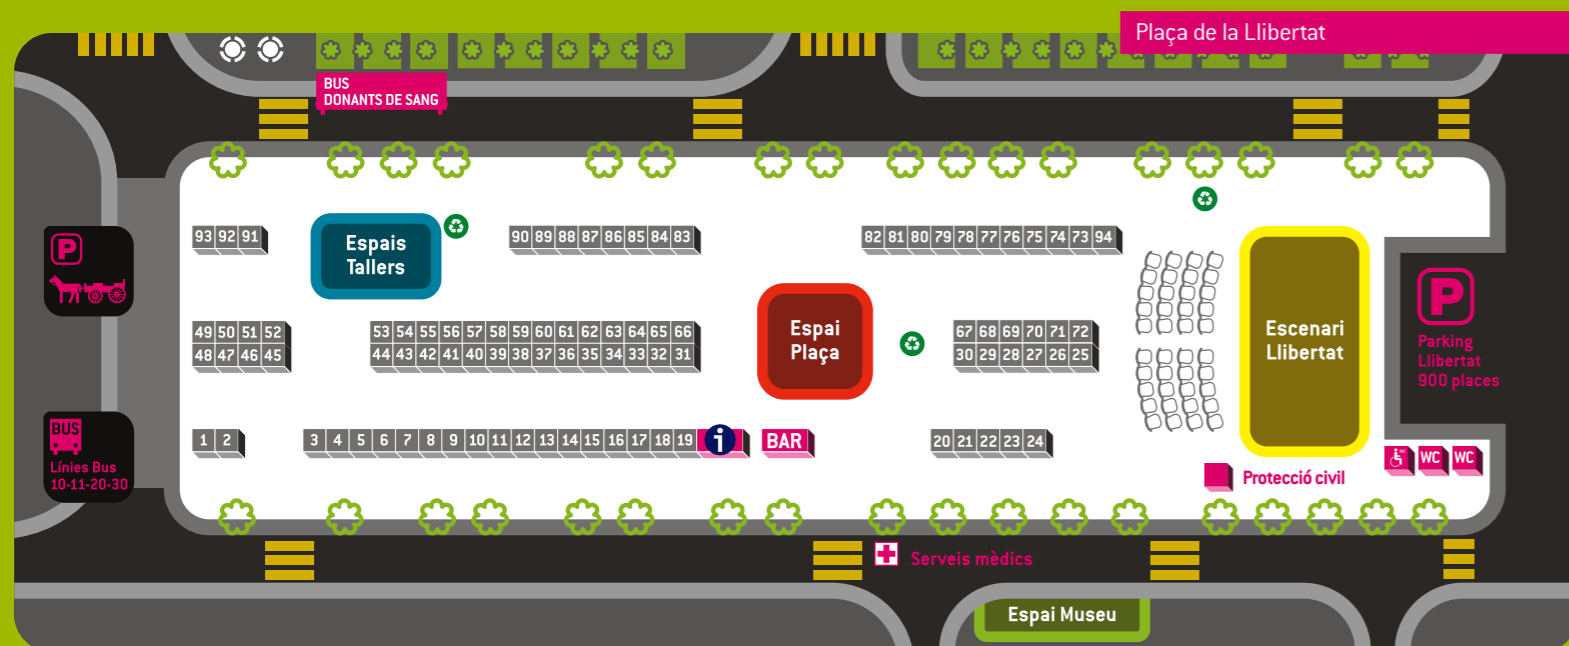 Plaça de la Llibertat
BUS
DONANTS DE SANG
93 92 91
Espais
Tallers
90 89 88 87 86 85 84 83
82 81 80 79 78 77 76 75 74 73 94
P
49 50 51 52
48 47 46 45
53 54 55 56 57 58 59 60 61 62 63 64 65 66
44 43 42 41 40 39 38 37 36 35 34 33 32 31
Espai
Plaça
67 68 69 70 71 72
30 29 28 27 26 25
Escenari
Llibertat
P
Parking
Llibertat
900 places
BUS
Línies Bus
10-11-20-30
1 2
3 4 5 6 7 8 9 10 11 12 13 14 15 16 17 18 19 i
BAR
20 21 22 23 24
WC WC WC
Protecció civil
Serveis mèdics
Espai Museu